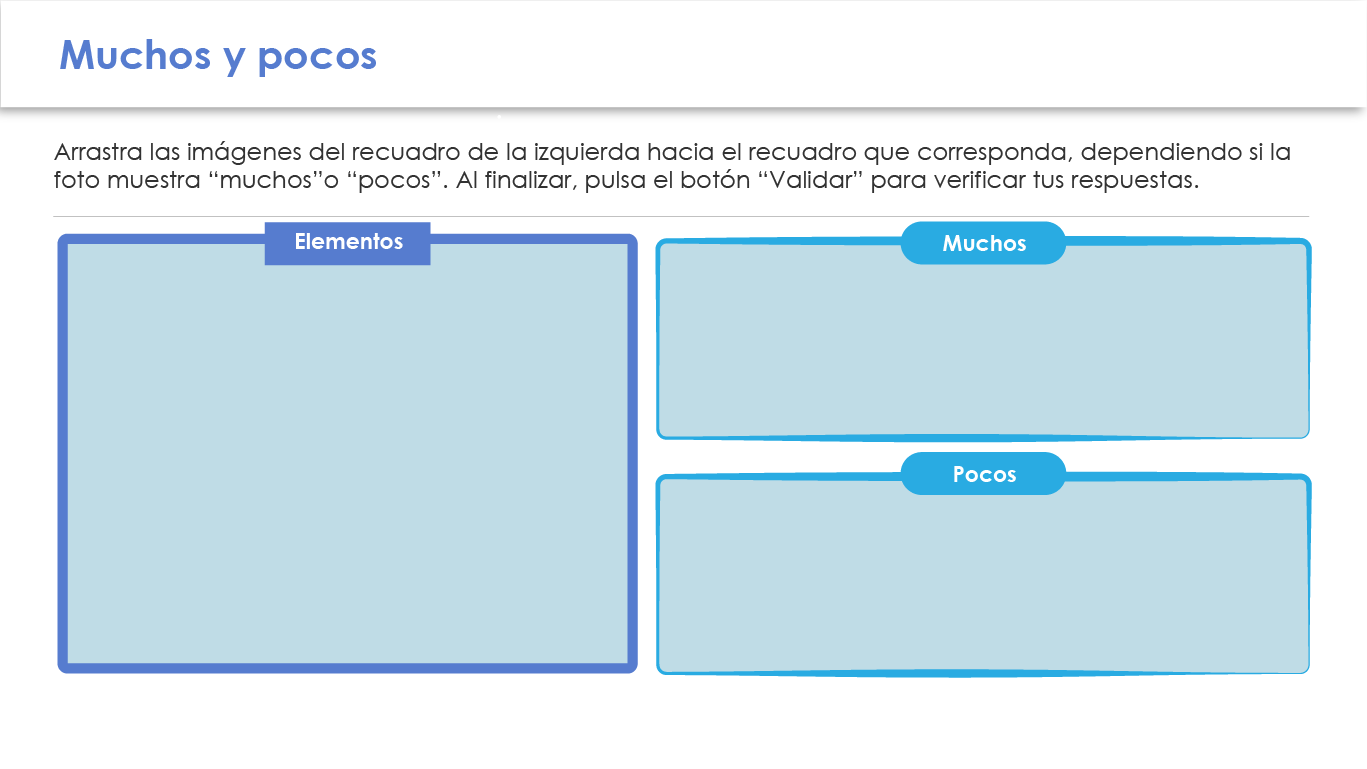 Muchos y pocos
Arrastra las imágenes del recuadro de la izquierda hacia el recuadro que corresponda, dependiendo si la
foto muestra “muchos”o “pocos”. Al finalizar, pulsa el botón “Validar” para verificar tus respuestas.
Elementos
Muchos
Pocos